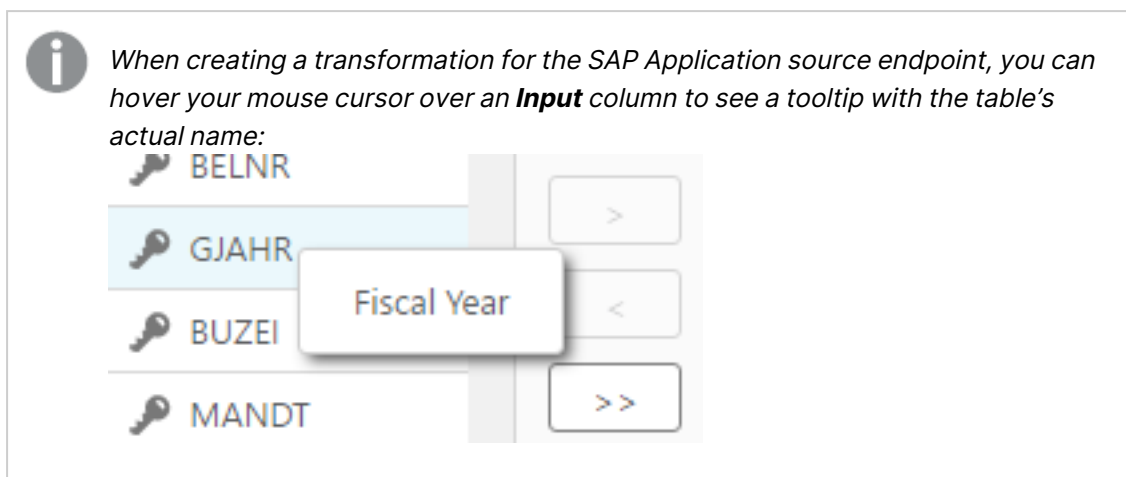 When creating a transformation for the SAP Application source endpoint, you can
hover your mouse cursor over an Input column to see a tooltip with the table’s
actual name:
BELNR
>
GJAHR
Fiscal Year
<
BUZEI
>>
MANDT